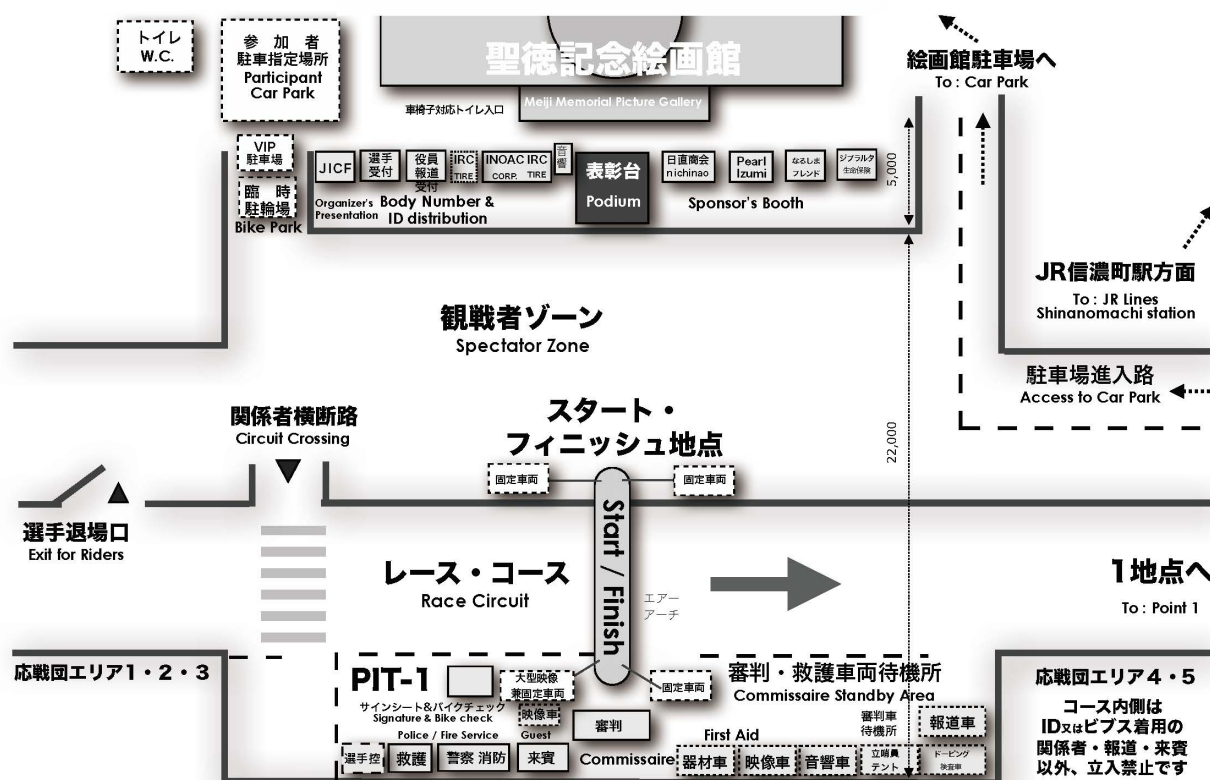 トイレ
W.C.
参 加 者
駐車指定場所
Participant
Car Park
聖徳記念絵画館
Meiji Memorial Picture Gallery
車椅子対応トイレ入口
絵画館駐車場へ
To : Car Park
VIP
駐車場
臨 時
駐輪場
Bike Park
JICF
選手
受付
役員
報道
受付
IRC
TIRE
INOAC IRC
CORP. TIRE
音響
表彰台
Podium
日直商会
nichinao
Pearl
Izumi
なるしま
フレンド
ジブラルタ
生命保険
Organizer's
Presentation
Body Number &
ID distribution
Sponsor's Booth
5,000
JR信濃町駅方面
To : JR Lines
Shinanomachi station
観戦者ゾーン
Spectator Zone
駐車場進入路
Access to Car Park
22,000
関係者横断路
Circuit Crossing
スタート・
フィニッシュ地点
固定車両
固定車両
Start / Finish
選手退場口
Exit for Riders
レース・コース
Race Circuit
エアー
アーチ
1地点へ
To : Point 1
応戦団エリア1・2・3
PIT-1
大型映像
兼固定車両
固定車両
審判・救護車両待機所
Commissaire Standby Area
応戦団エリア4・5
サインシート&バイクチェック
Signature & Bike check
映像車
審判
審判車
待機所
報道車
コース内側は
ID又はビブス着用の
関係者・報道・来賓
以外、立入禁止です
Police / Fire Service
Guest
First Aid
選手控
救護
警察 消防
来賓
Commissaire
器材車
映像車
音響車
立哨員
テント
ドーピング
検査車